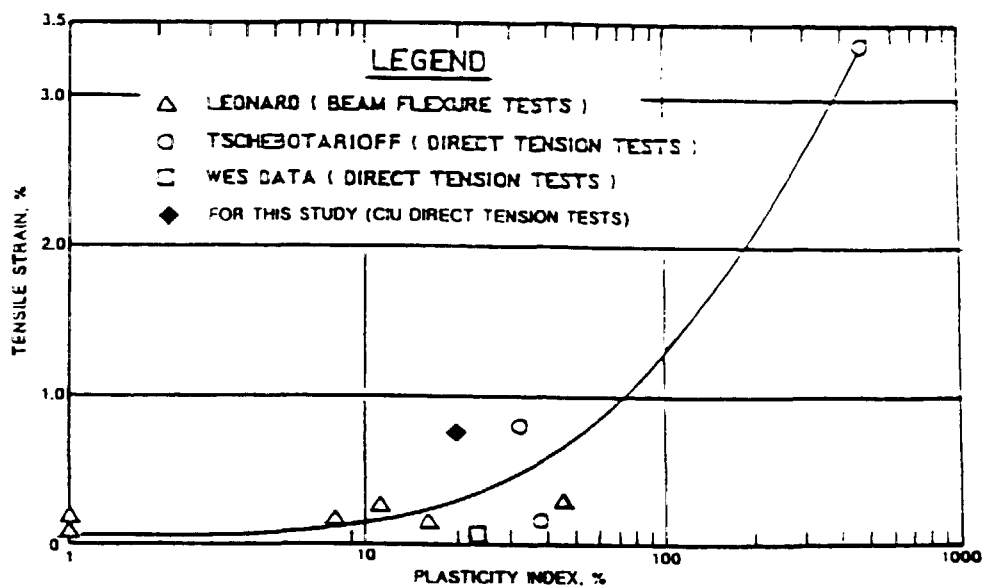 3.5
LEGEND
3.0
LEONARD ( BEAM FLEXURE TESTS )
TSCHEBOTARIOFF ( DIRECT TENSION TESTS )
WES DATA ( DIRECT TENSION TESTS )
FOR THIS STUDY (CIU DIRECT TENSION TESTS)
2.0
TENSILE STRAIN, %
1.0
0
1 10 100 1000
PLASTICITY INDEX, %